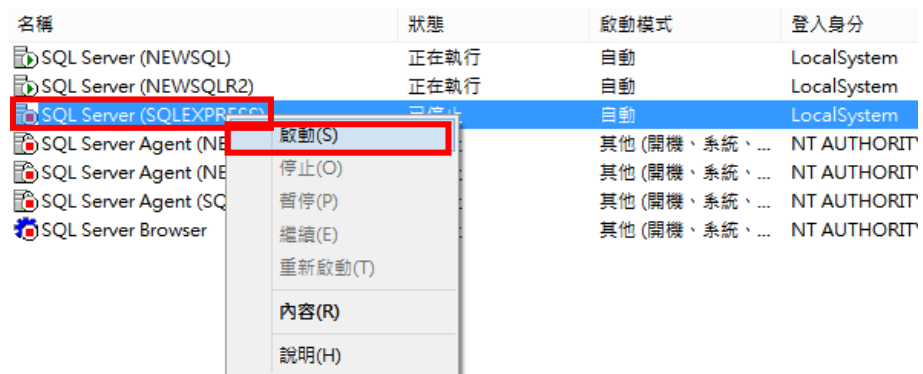 名稱 狀態 啟動模式 登入身分
SQL Server (NEWSQL) 正在執行 自動 LocalSystem
SQL Server (NEWSQLR2) 正在執行 自動 LocalSystem
SQL Server (SQLEXPRESS) 已停止 自動 LocalSystem
啟動(S)
SQL Server Agent (NE 其他 (開機、系統、... NT AUTHORITY
停止(O)
SQL Server Agent (NE 其他 (開機、系統、... NT AUTHORITY
暫停(P)
SQL Server Agent (SQ 其他 (開機、系統、... NT AUTHORITY
SQL Server Browser 其他 (開機、系統、... NT AUTHORITY
繼續(E)
重新啟動(T)
內容(R)
說明(H)